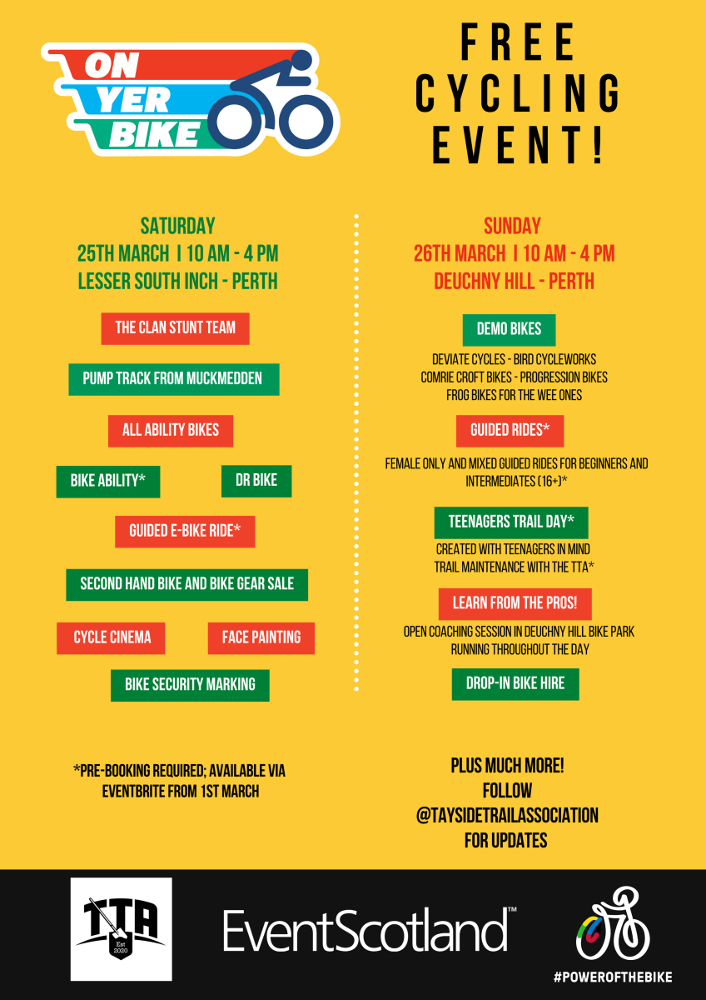 ON
YER
BIKE
FREE
CYCLING
EVENT!
SATURDAY
25TH MARCH I 10 AM - 4 PM
LESSER SOUTH INCH - PERTH
THE CLAN STUNT TEAM
PUMP TRACK FROM MUCKMEDDEN
ALL ABILITY BIKES
BIKE ABILITY*
DR BIKE
GUIDED E-BIKE RIDE*
SECOND HAND BIKE AND BIKE GEAR SALE
CYCLE CINEMA
FACE PAINTING
BIKE SECURITY MARKING
*PRE-BOOKING REQUIRED; AVAILABLE VIA
EVENTBRITE FROM 1ST MARCH
SUNDAY
26TH MARCH I 10 AM - 4 PM
DEUCHNY HILL - PERTH
DEMO BIKES
DEVIATE CYCLES - BIRD CYCLEWORKS
COMRIE CROFT BIKES - PROGRESSION BIKES
FROG BIKES FOR THE WEE ONES
GUIDED RIDES*
FEMALE ONLY AND MIXED GUIDED RIDES FOR BEGINNERS AND
INTERMEDIATES (16+)*
TEENAGERS TRAIL DAY*
CREATED WITH TEENAGERS IN MIND
TRAIL MAINTENANCE WITH THE TTA*
LEARN FROM THE PROS!
OPEN COACHING SESSION IN DEUCHNY HILL BIKE PARK
RUNNING THROUGHOUT THE DAY
DROP-IN BIKE HIRE
PLUS MUCH MORE!
FOLLOW
@TAYSIDETRAILASSOCIATION
FOR UPDATES
TTA
Est
2020
EventScotland™
#POWEROFTHEBIKE